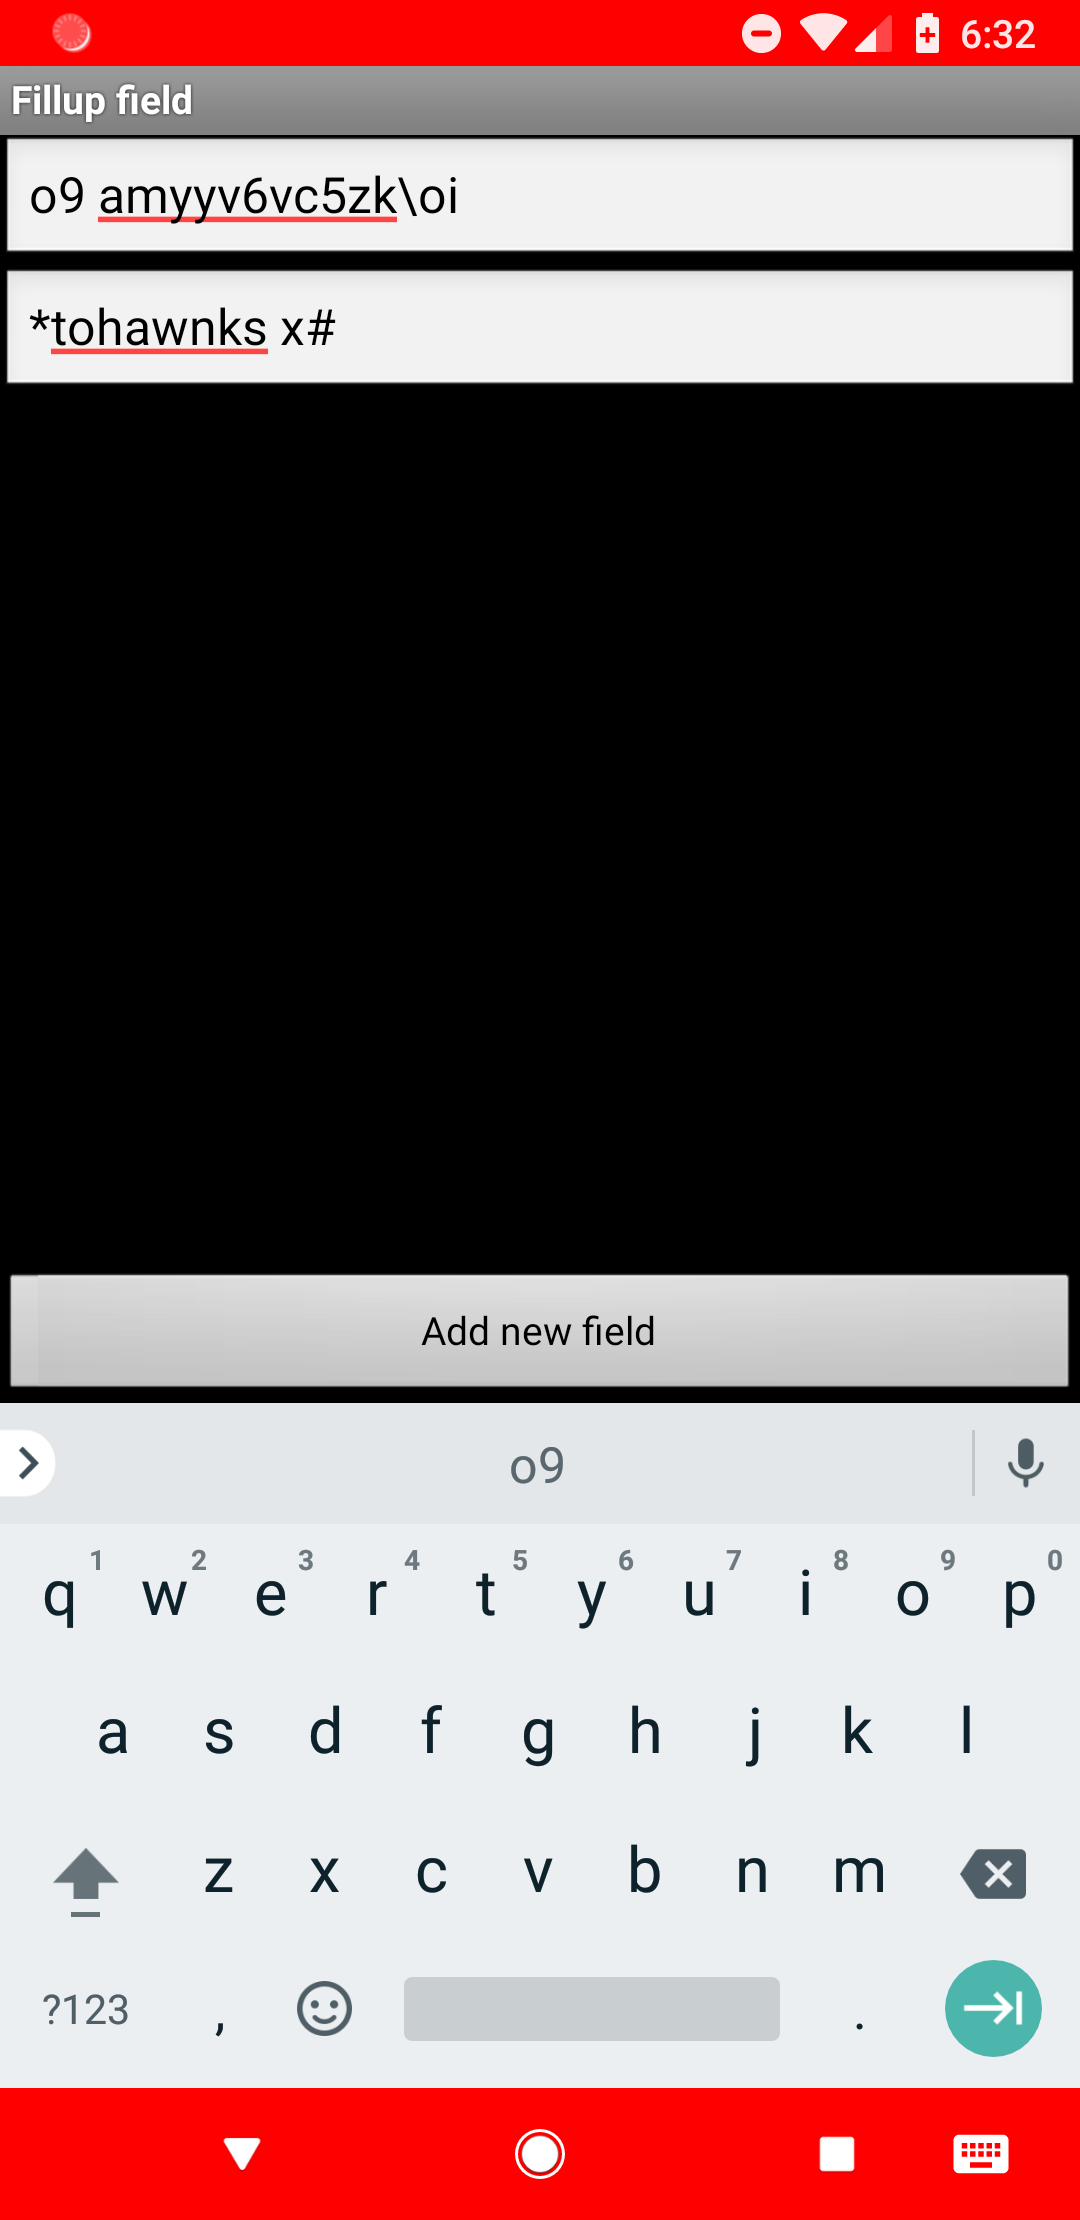 6:32
Fillup field
o9 amyyv6vc5zk\oi
*tohawnks x#
Add new field
o9
q 1 w 2 e 3 r 4 t 5 y 6 u 7 i 8 o 9 p 0
a s d f g h j k l
z x c v b n m
?123 , .